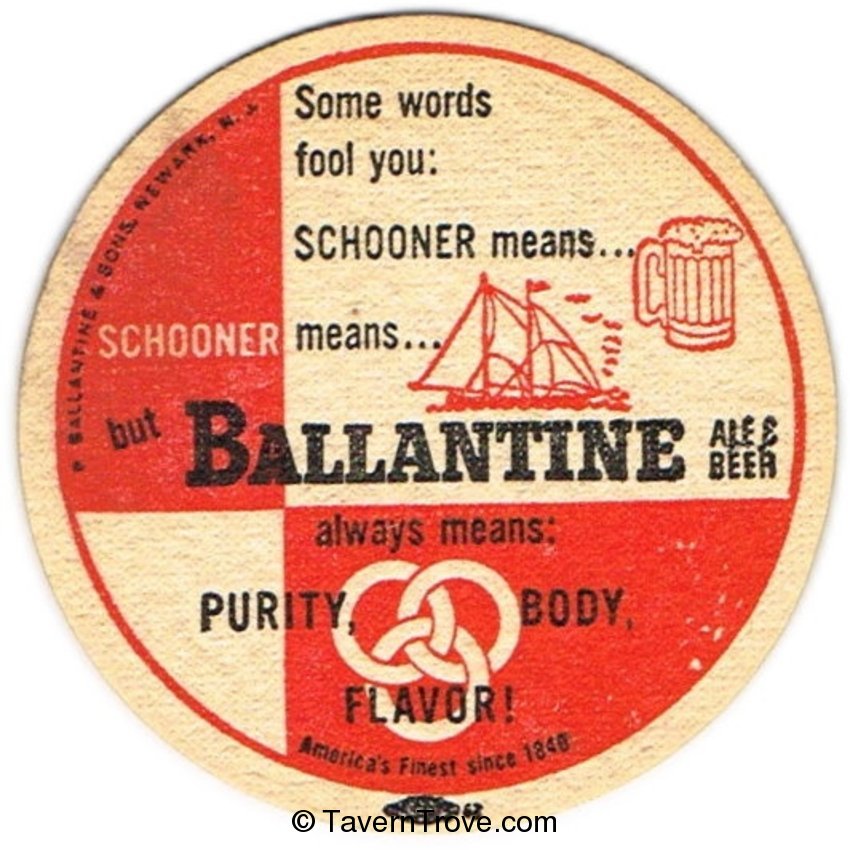 P. BALLANTINE & SONS, NEWARK, N. J.
Some words
fool you:
SCHOONER means...
SCHOONER means...
but BALLANTINE ALE & BEER
always means:
PURITY, BODY,
FLAVOR!
America's Finest since 1840
© TavernTrove.com